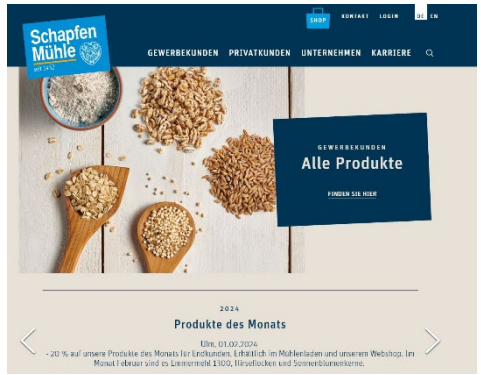 SHOP KONTAKT LOGIN DE EN
Schapfen
Mühle
SEIT 1452
GEWERBEKUNDEN PRIVATKUNDEN UNTERNEHMEN KARRIERE
GEWERBEKUNDEN
Alle Produkte
FINDEN SIE HIER
2024
Produkte des Monats
Ulm, 01.02.2024
- 20 % auf unsere Produkte des Monats für Endkunden. Erhältlich im Mühlenladen und unserem Webshop. Im
Monat Februar sind es Emmermehl 1300, Hirseflocken und Sonnenblumenkerne.